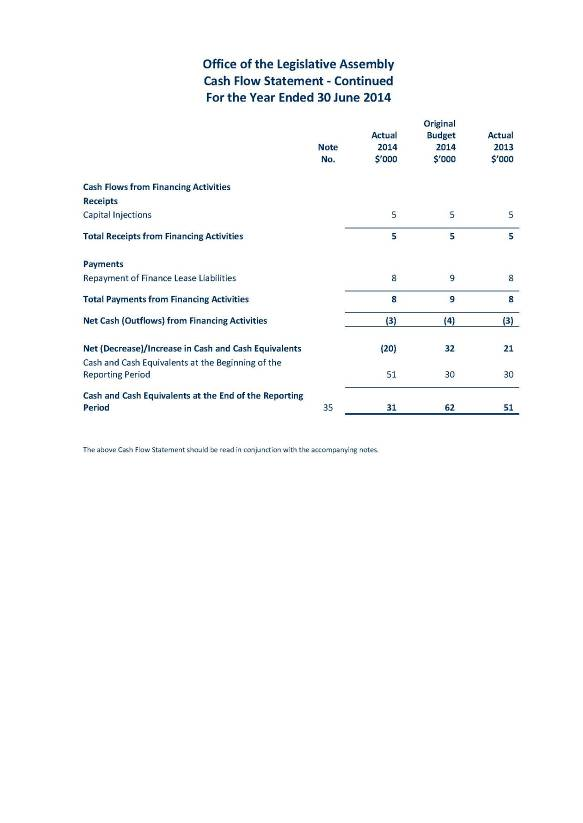 Office of the Legislative Assembly
Cash Flow Statement - Continued
For the Year Ended 30 June 2014
Original
Actual Budget Actual
Note 2014 2014 2013
No. $'000 $'000 $'000
Cash Flows from Financing Activities
Receipts
Capital Injections 5 5 5
Total Receipts from Financing Activities 5 5 5
Payments
Repayment of Finance Lease Liabilities 8 9 8
Total Payments from Financing Activities 8 9 8
Net Cash (Outflows) from Financing Activities (3) (4) (3)
Net (Decrease)/Increase in Cash and Cash Equivalents (20) 32 21
Cash and Cash Equivalents at the Beginning of the
Reporting Period 51 30 30
Cash and Cash Equivalents at the End of the Reporting
Period 35 31 62 51
The above Cash Flow Statement should be read in conjunction with the accompanying notes.